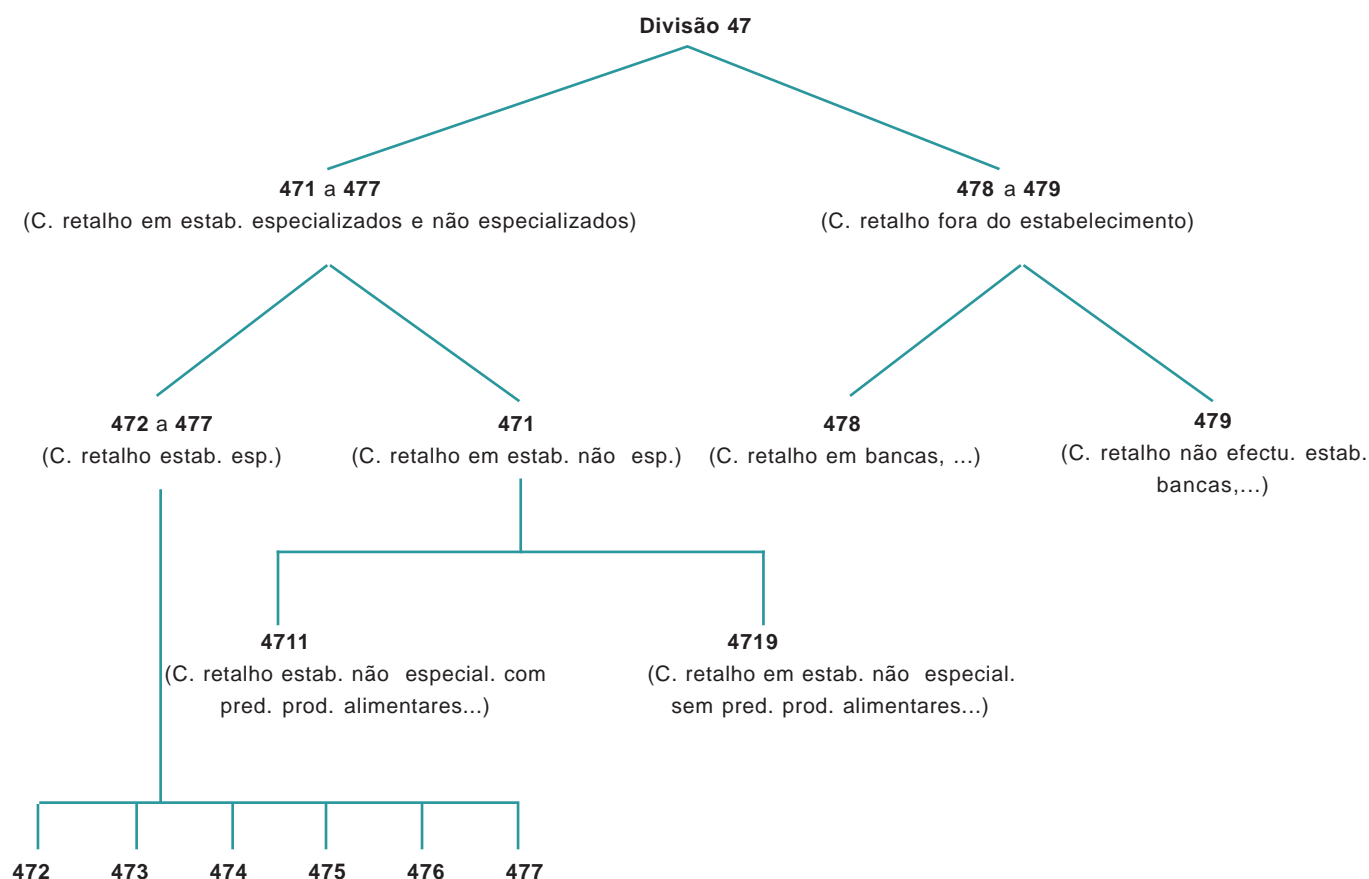 Divisão 47
471 a 477
(C. retalho em estab. especializados e não especializados)
478 a 479
(C. retalho fora do estabelecimento)
472 a 477
(C. retalho estab. esp.)
471
(C. retalho em estab. não esp.)
478
(C. retalho em bancas, ...)
479
(C. retalho não efectu. estab.
bancas,...)
4711
(C. retalho estab. não especial. com
pred. prod. alimentares...)
4719
(C. retalho em estab. não especial.
sem pred. prod. alimentares...)
472 473 474 475 476 477